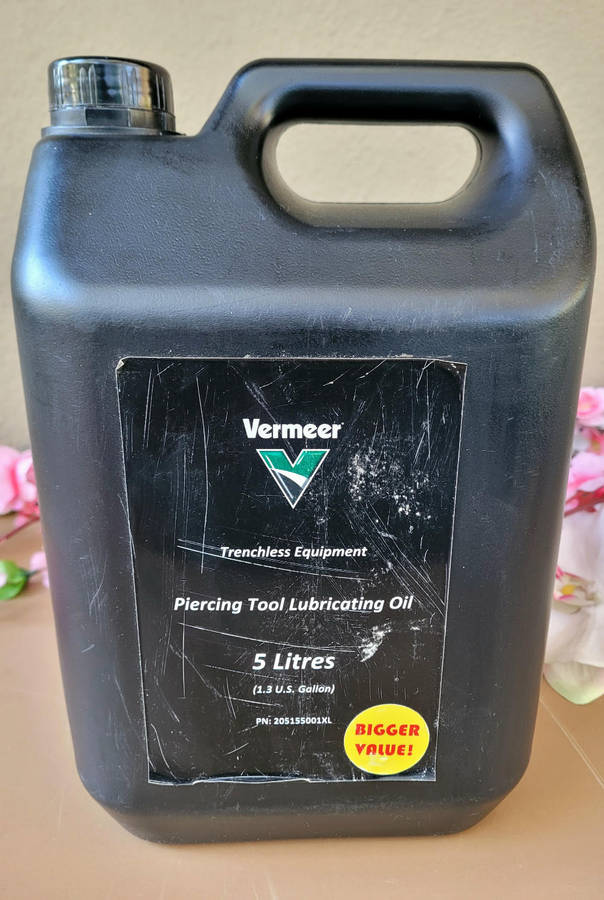 Vermeer
Trenchless Equipment
Piercing Tool Lubricating Oil
5 Litres
(1.3 U.S. Gallon)
PN: 205155001XL
BIGGER
VALUE!